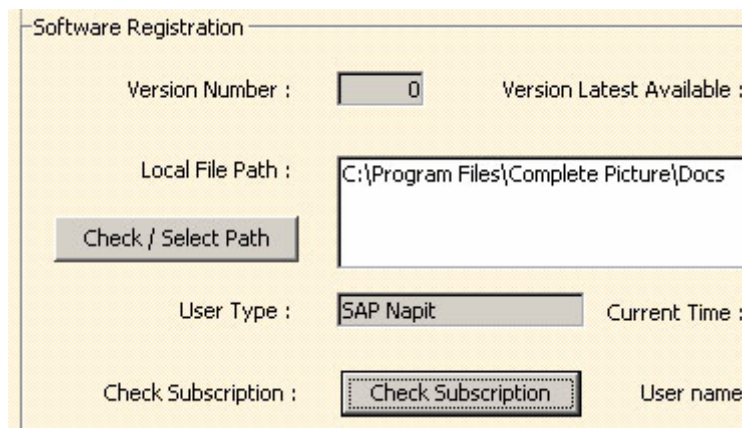 Software Registration
Version Number : 0 Version Latest Available :
Local File Path : C:\Program Files\Complete Picture\Docs
Check / Select Path
User Type : SAP Napit Current Time :
Check Subscription : Check Subscription User name